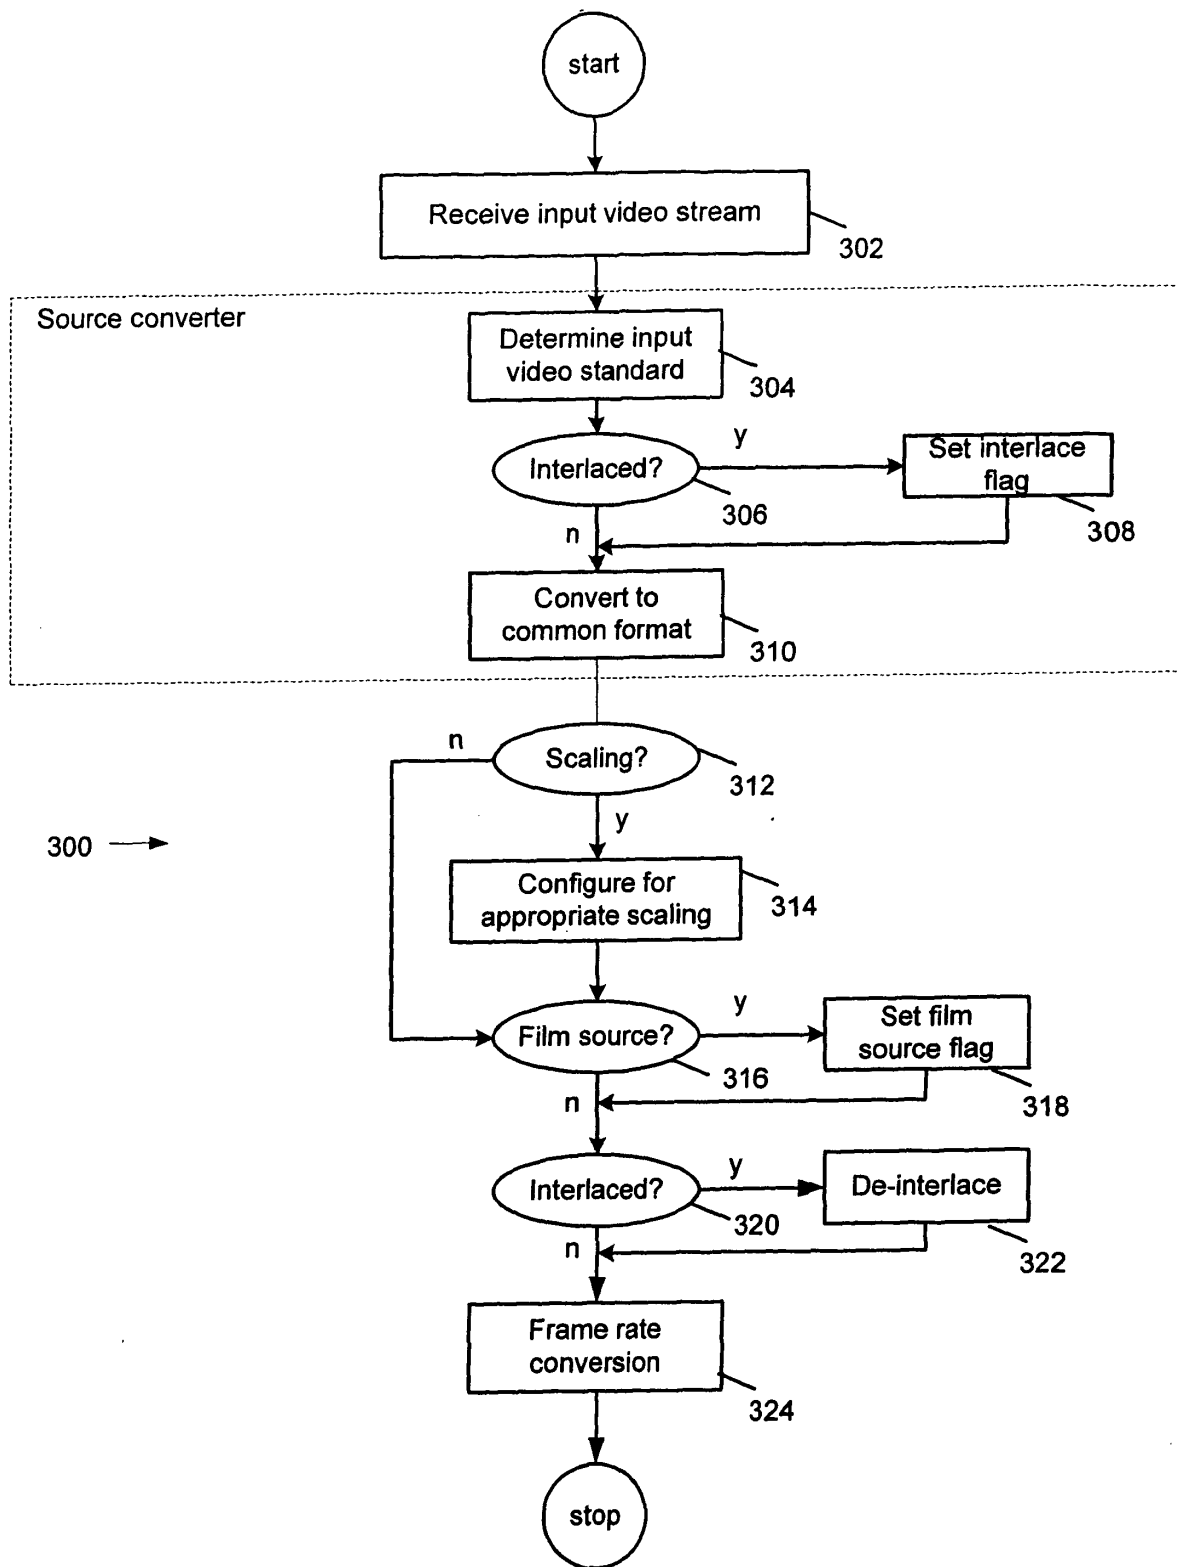 start
Receive input video stream
302
Source converter
Determine input
video standard
304
Interlaced?
y
Set interlace
flag
306
308
n
Convert to
common format
310
n
Scaling?
312
y
300
Configure for
appropriate scaling
314
Film source?
y
Set film
source flag
316
318
n
Interlaced?
y
De-interlace
320
322
n
Frame rate
conversion
324
stop